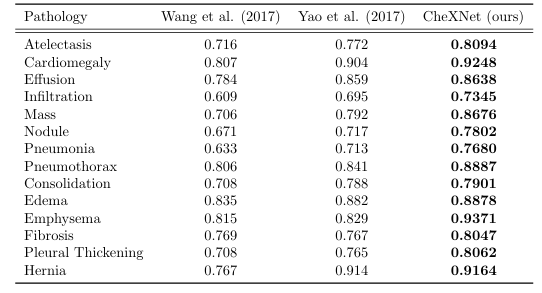 Pathology Wang et al. (2017) Yao et al. (2017) CheXNet (ours)
Atelectasis 0.716 0.772 0.8094
Cardiomegaly 0.807 0.904 0.9248
Effusion 0.784 0.859 0.8638
Infiltration 0.609 0.695 0.7345
Mass 0.706 0.792 0.8676
Nodule 0.671 0.717 0.7802
Pneumonia 0.633 0.713 0.7680
Pneumothorax 0.806 0.841 0.8887
Consolidation 0.708 0.788 0.7901
Edema 0.835 0.882 0.8878
Emphysema 0.815 0.829 0.9371
Fibrosis 0.769 0.767 0.8047
Pleural Thickening 0.708 0.765 0.8062
Hernia 0.767 0.914 0.9164